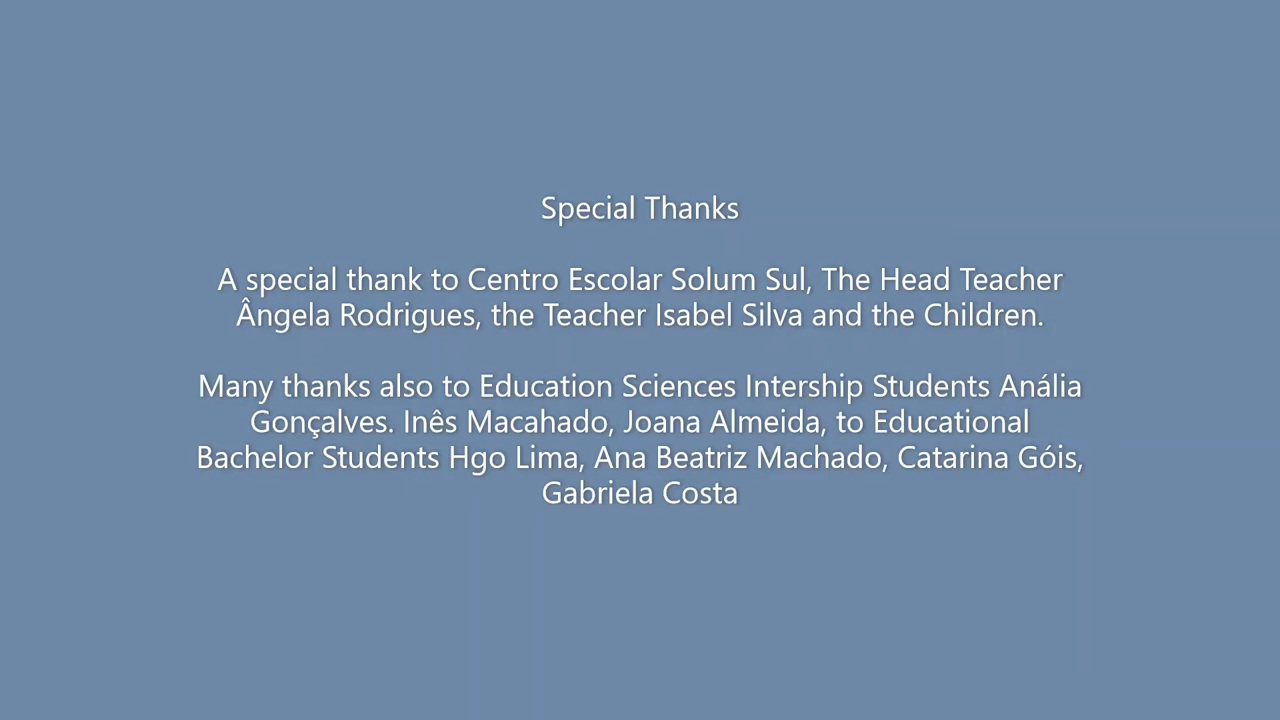 Special Thanks
A special thank to Centro Escolar Solum Sul, The Head Teacher
Ângela Rodrigues, the Teacher Isabel Silva and the Children.
Many thanks also to Education Sciences Intership Students Anália
Gonçalves. Inês Macahado, Joana Almeida, to Educational
Bachelor Students Hgo Lima, Ana Beatriz Machado, Catarina Góis,
Gabriela Costa